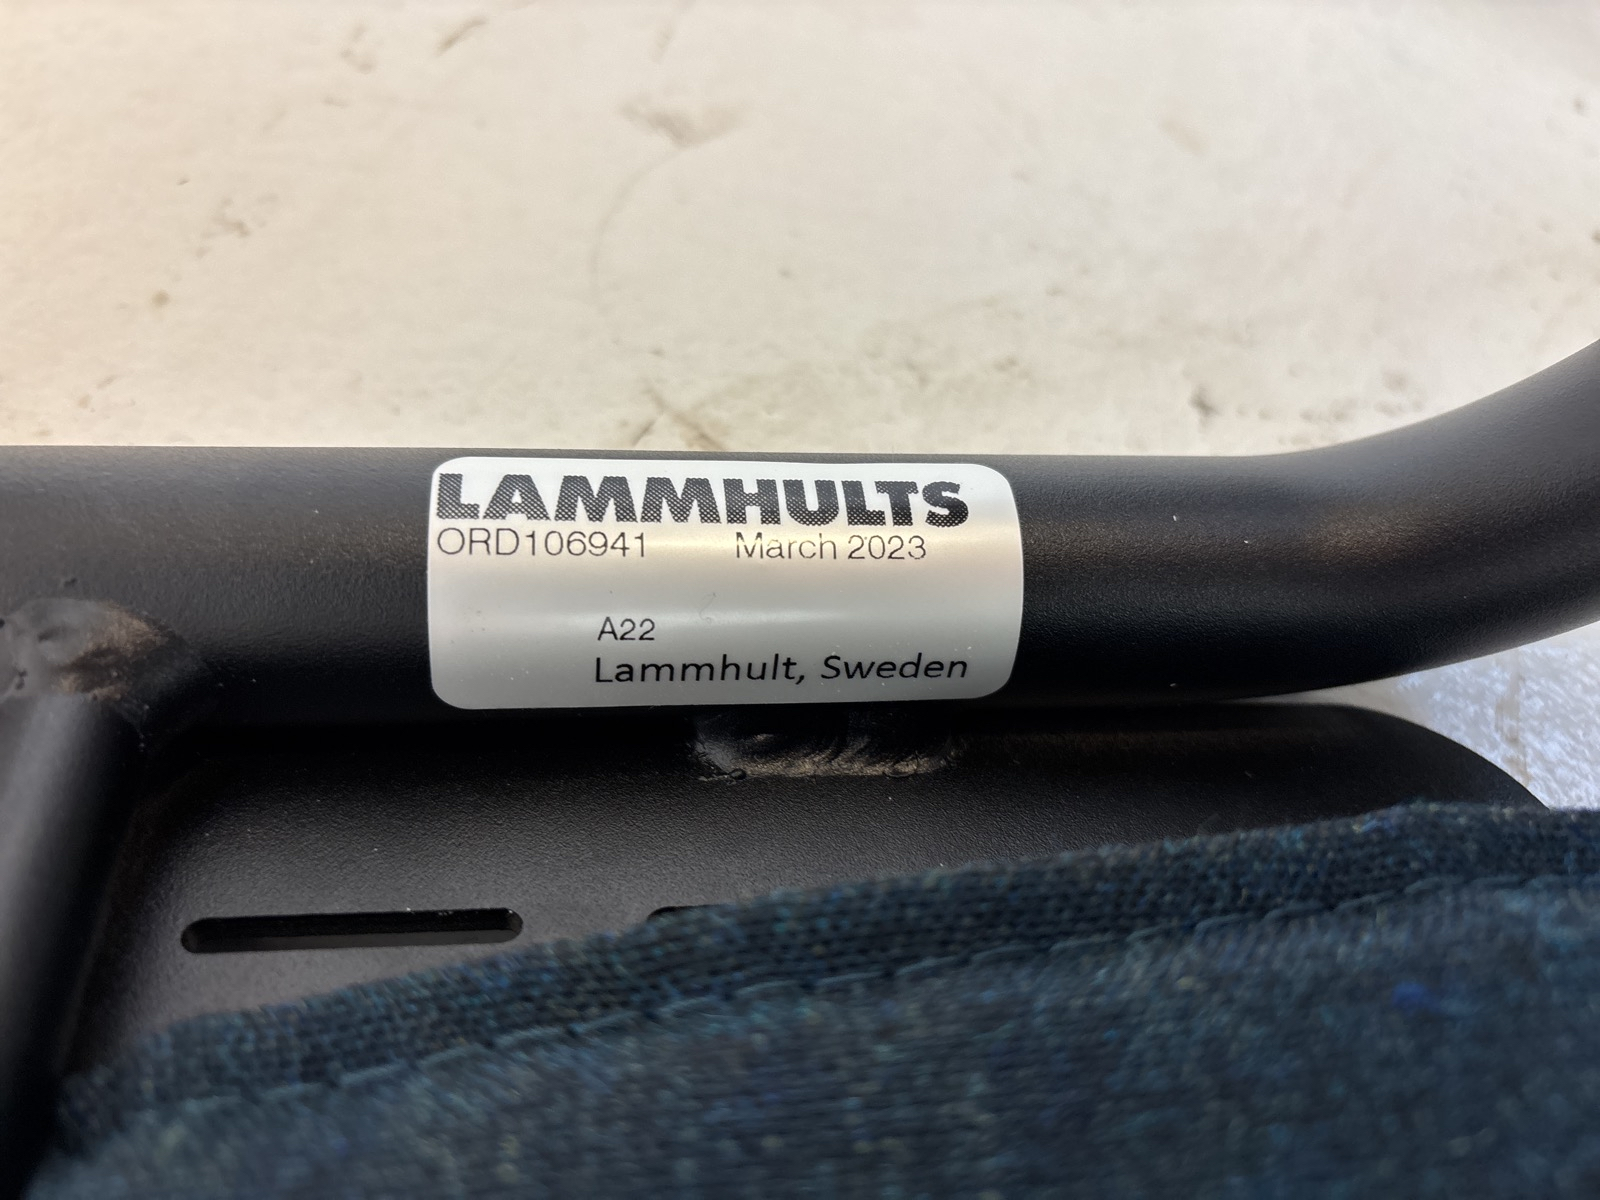 LAMMHULTS
ORD106941 March 2023
A22
Lammhult, Sweden